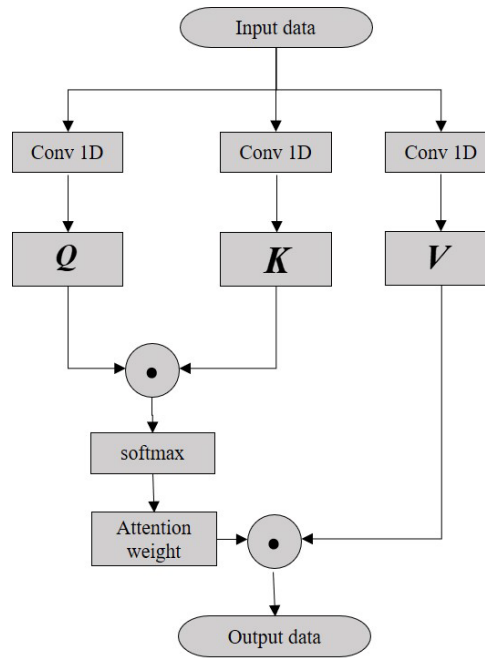 Input data
Conv 1D
Conv 1D
Conv 1D
Q
K
V
softmax
Attention
weight
Output data